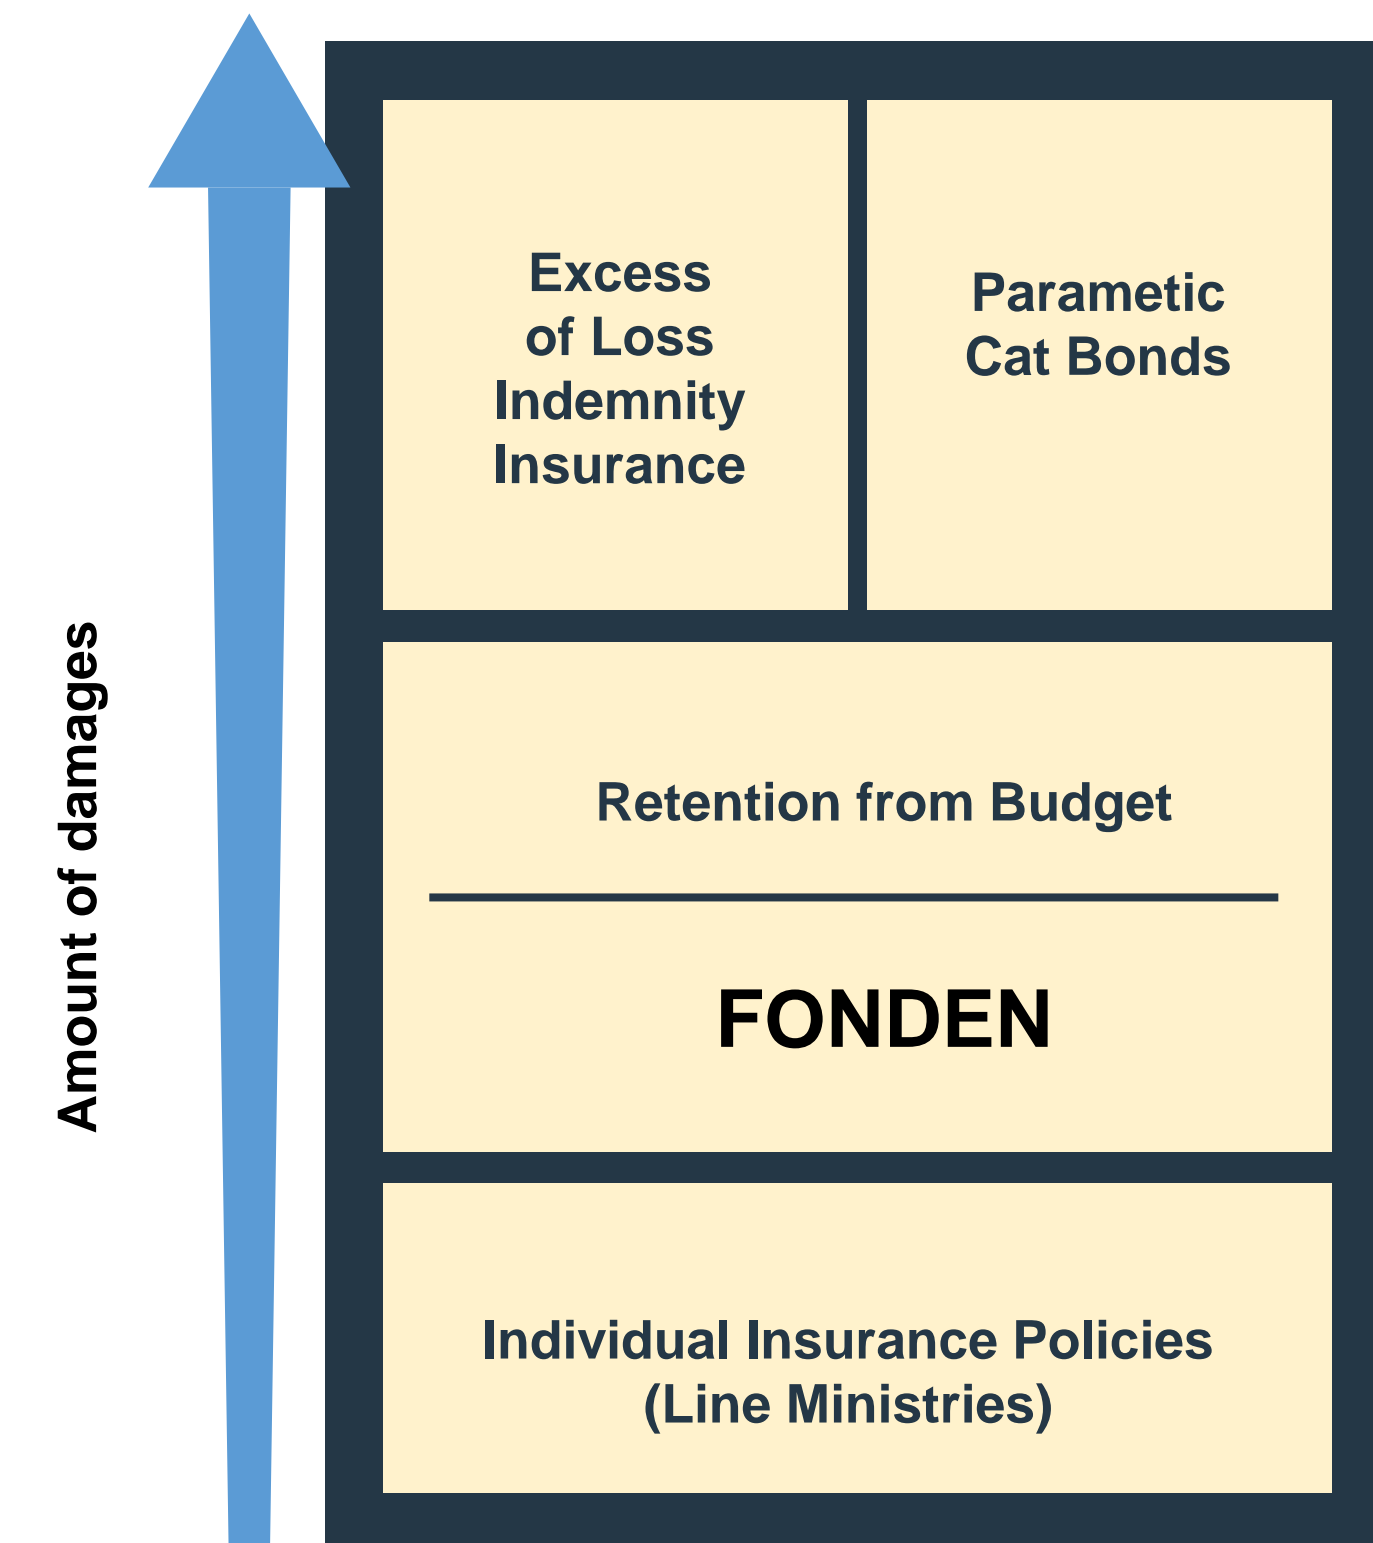 Excess
of Loss
Indemnity
Insurance
Parametic
Cat Bonds
Amount of damages
Retention from Budget
FONDEN
Individual Insurance Policies
(Line Ministries)